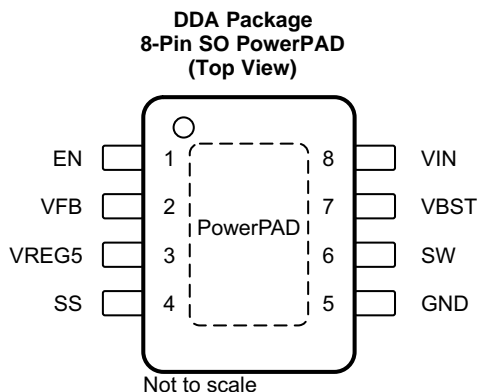 DDA Package
8-Pin SO PowerPAD
(Top View)
EN 1 8 VIN
VFB 2 7 VBST
PowerPAD
VREG5 3 6 SW
SS 4 5 GND
Not to scale